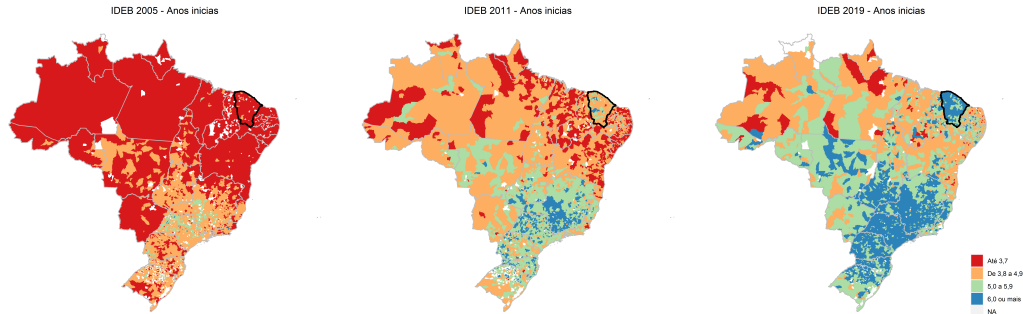 IDEB 2005 - Anos inicias
IDEB 2011 - Anos inicias
IDEB 2019 - Anos inicias
Até 3,7
De 3,8 a 4,9
5,0 a 5,9
6,0 ou mais
NA